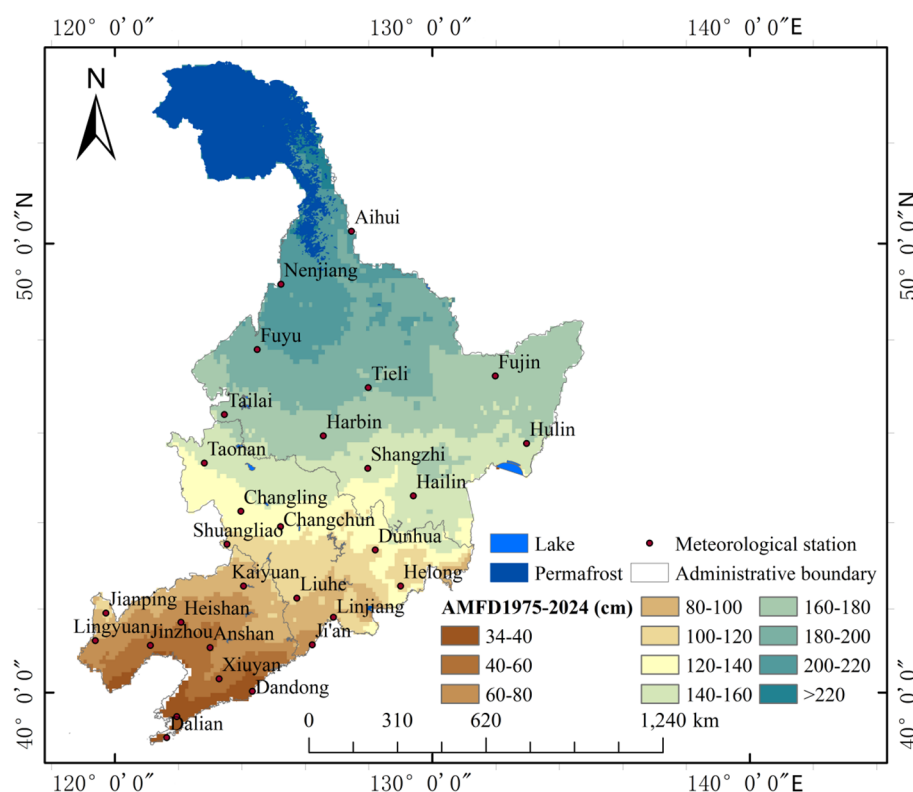 120° 0′0″ 130° 0′0″ 140° 0′0″E
N
50° 0′0″N
40° 0′0″
50° 0′0″N
40° 0′0″
Aihui
Nenjiang
Fuyu
Fujin
Tieli
Tailai
Harbin
Hulin
Taonan
Shangzhi
Hailin
Changling
Changchun
Shuangliao
Dunhua
Kaiyuan
Liuhe
Helong
Jianping
Heishan
Linjiang
Lingyuan
Jinzhou
Anshan
Ji'an
Xiuyan
Dandong
Dalian
Lake
Meteorological station
Permafrost
Administrative boundary
AMFD1975-2024 (cm)
34-40
40-60
60-80
80-100
100-120
120-140
140-160
160-180
180-200
200-220
>220
0 310 620 1,240 km
120° 0′0″ 130° 0′0″ 140° 0′0″E